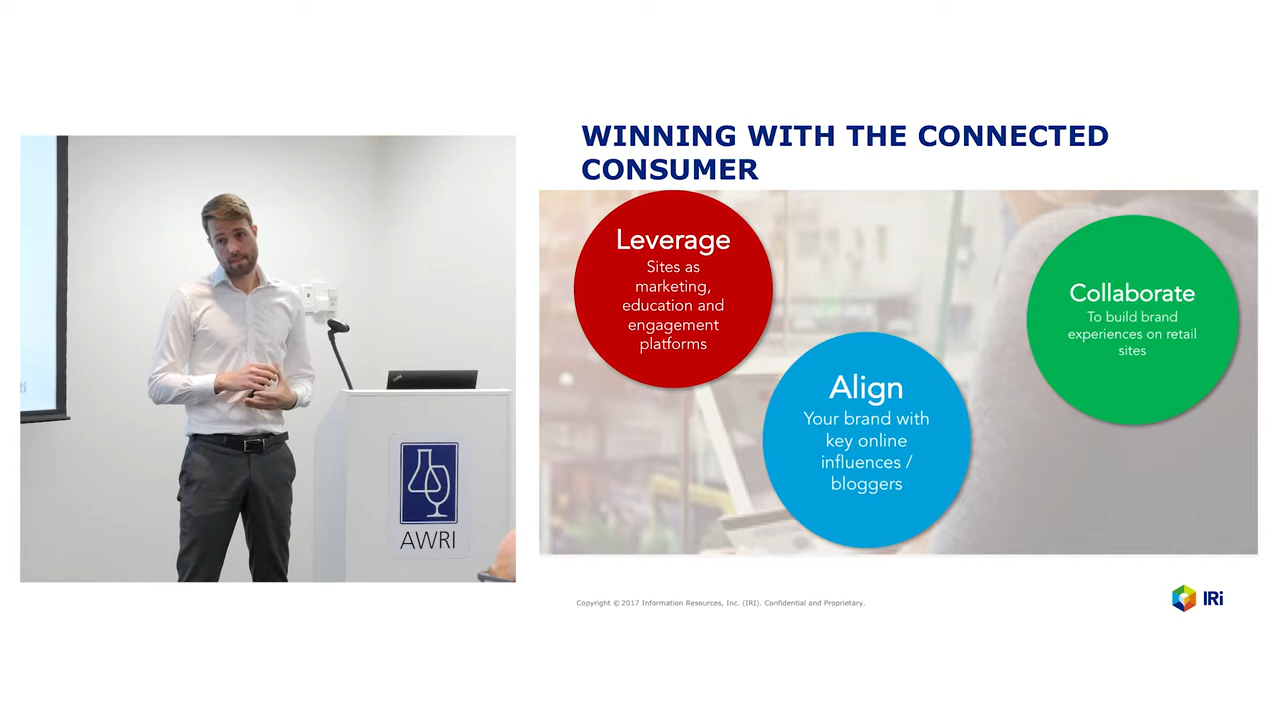 WINNING WITH THE CONNECTED
CONSUMER
Leverage
Sites as
marketing,
education and
engagement
platforms
Align
Your brand with
key online
influences /
bloggers
Collaborate
To build brand
experiences on retail
sites
AWRI
Copyright © 2017 Information Resources, Inc. (IRI). Confidential and Proprietary.
IRi